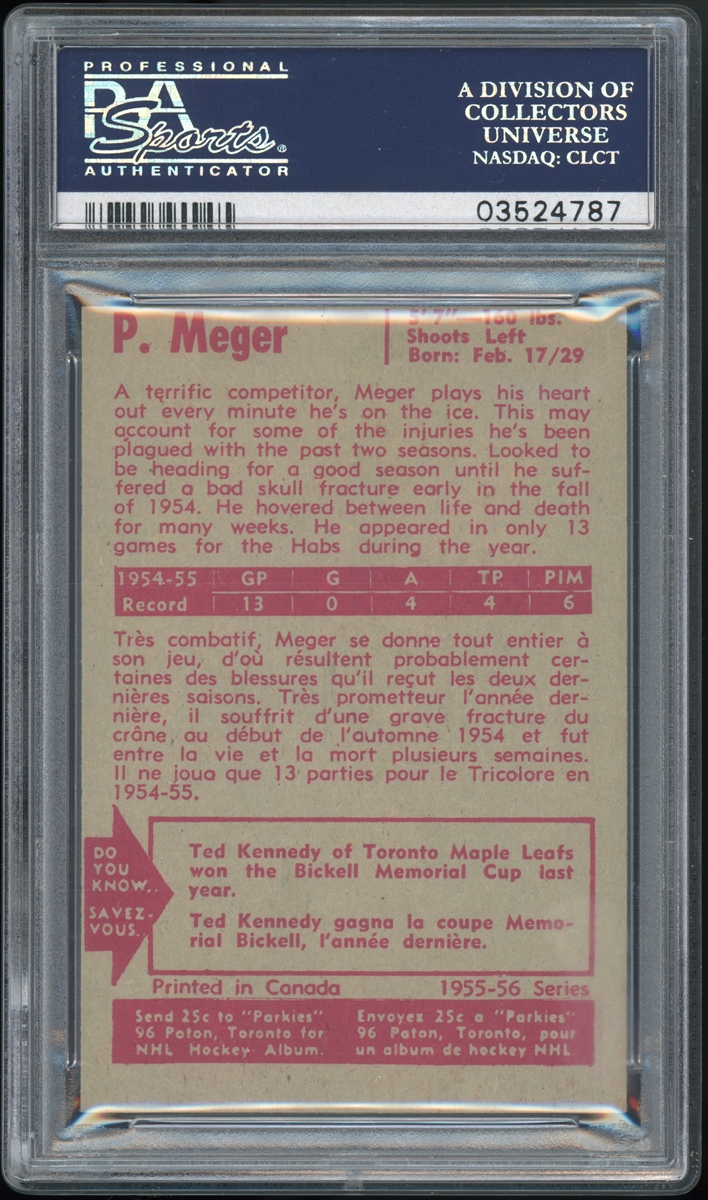 PROFESSIONAL
PSA
Sports®
AUTHENTICATOR
A DIVISION OF
COLLECTORS
UNIVERSE
NASDAQ: CLCT
03524787
P. Meger
5' 7"—160 lbs.
Shoots Left
Born: Feb. 17/29
A terrific competitor, Meger plays his heart
out every minute he's on the ice. This may
account for some of the injuries he's been
plagued with the past two seasons. Looked to
be heading for a good season until he suf-
fered a bad skull fracture early in the fall
of 1954. He hovered between life and death
for many weeks. He appeared in only 13
games for the Habs during the year.
1954-55 GP G A TP PIM
Record 13 0 4 4 6
Très combatif, Meger se donne tout entier à
son jeu, d'où résultent probablement cer-
taines des blessures qu'il reçut les deux der-
nières saisons. Très prometteur l'année der-
nière, il souffrit d'une grave fracture du
crâne au début de l'automne 1954 et fut
entre la vie et la mort plusieurs semaines.
Il ne joua que 13 parties pour le Tricolore en
1954-55.
DO
YOU
KNOW..
SAVEZ-
VOUS..
Ted Kennedy of Toronto Maple Leafs
won the Bickell Memorial Cup last
year.
Ted Kennedy gagna la coupe Memo-
rial Bickell, l'année dernière.
Printed in Canada 1955-56 Series
Send 25c to "Parkies"
96 Paton, Toronto for
NHL Hockey Album.
Envoyez 25c a "Parkies"
96 Paton, Toronto, pour
un album de hockey NHL